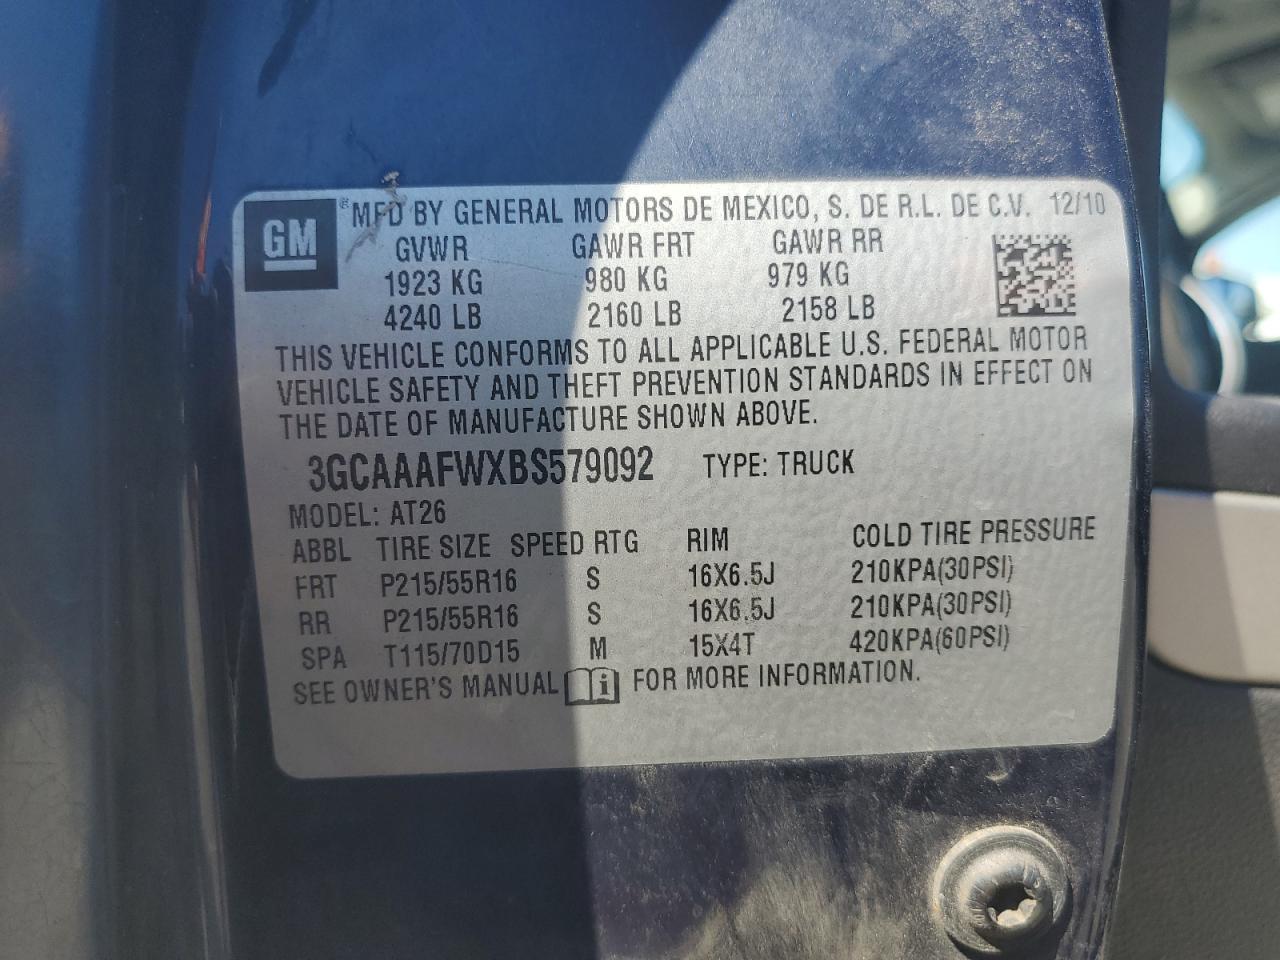 GM ® MFD BY GENERAL MOTORS DE MEXICO, S. DE R.L. DE C.V. 12/10
GVWR GAWR FRT GAWR RR
1923 KG 980 KG 979 KG
4240 LB 2160 LB 2158 LB
THIS VEHICLE CONFORMS TO ALL APPLICABLE U.S. FEDERAL MOTOR
VEHICLE SAFETY AND THEFT PREVENTION STANDARDS IN EFFECT ON
THE DATE OF MANUFACTURE SHOWN ABOVE.
3GCAAAFWXBS579092 TYPE: TRUCK
MODEL: AT26
ABBL TIRE SIZE SPEED RTG RIM COLD TIRE PRESSURE
FRT P215/55R16 S 16X6.5J 210KPA(30PSI)
RR P215/55R16 S 16X6.5J 210KPA(30PSI)
SPA T115/70D15 M 15X4T 420KPA(60PSI)
SEE OWNER'S MANUAL i FOR MORE INFORMATION.